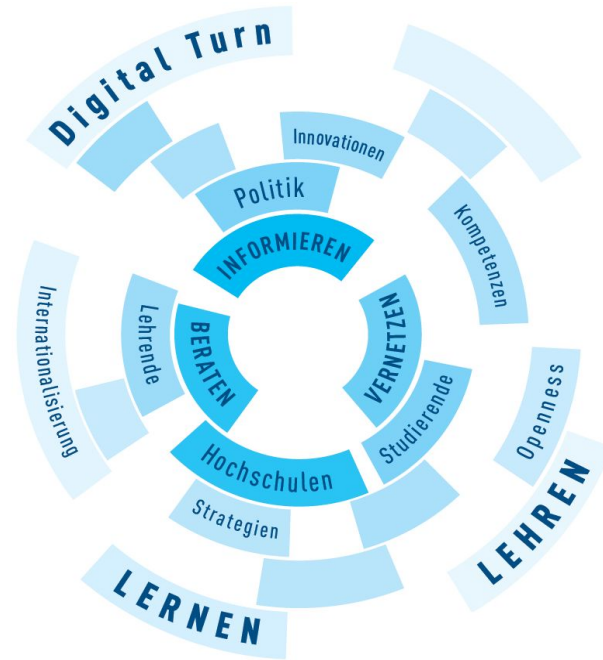 Digital Turn
Innovationen
Politik
INFORMIEREN
Kompetenzen
Internationalisierung
Lehrende
BERATEN
VERNETZEN
Studierende
Openness
Hochschulen
Strategien
LEHREN
LERNEN